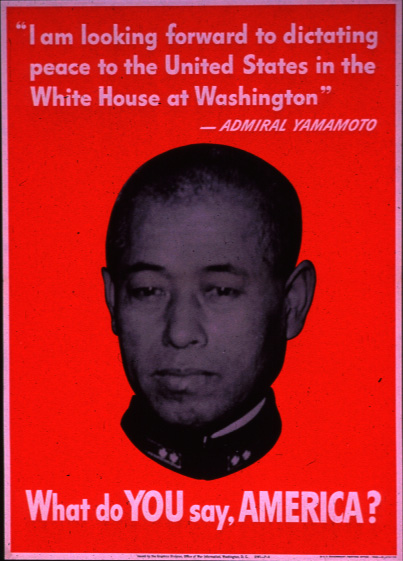 “I am looking forward to dictating
peace to the United States in the
White House at Washington”
— ADMIRAL YAMAMOTO
What do YOU say, AMERICA?